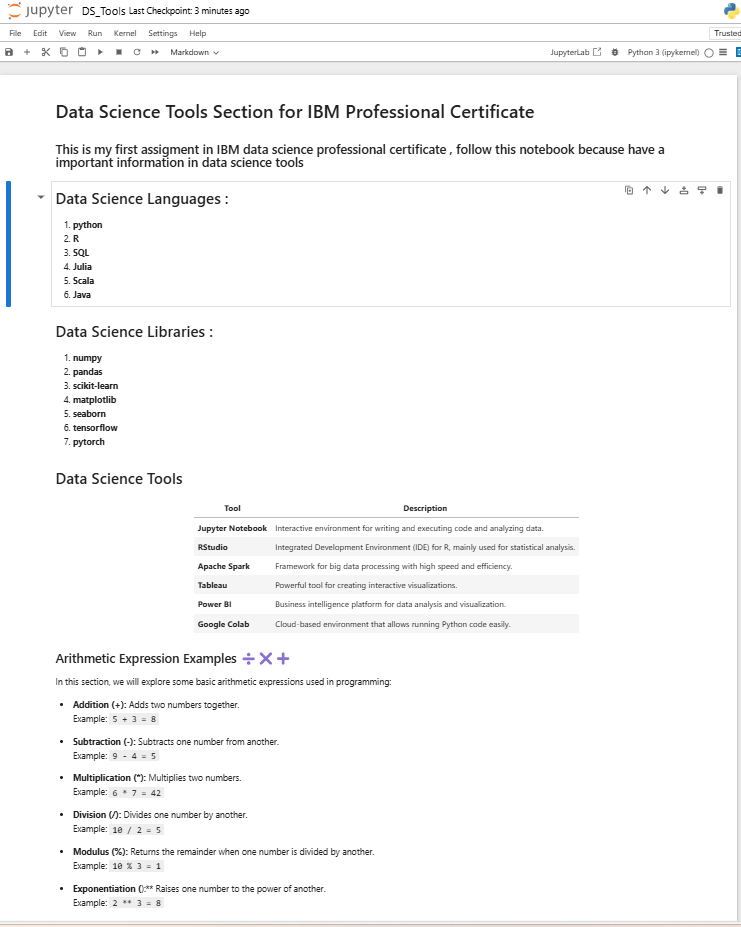 jupyter DS_Tools Last Checkpoint: 3 minutes ago
File Edit View Run Kernel Settings Help
Trusted
Markdown
JupyterLab
Python 3 (ipykernel)
Data Science Tools Section for IBM Professional Certificate
This is my first assigment in IBM data science professional certificate , follow this notebook because have a
important information in data science tools
Data Science Languages :
1. python
2. R
3. SQL
4. Julia
5. Scala
6. Java
Data Science Libraries :
1. numpy
2. pandas
3. scikit-learn
4. matplotlib
5. seaborn
6. tensorflow
7. pytorch
Data Science Tools
Tool Description
Jupyter Notebook Interactive environment for writing and executing code and analyzing data.
RStudio Integrated Development Environment (IDE) for R, mainly used for statistical analysis.
Apache Spark Framework for big data processing with high speed and efficiency.
Tableau Powerful tool for creating interactive visualizations.
Power BI Business intelligence platform for data analysis and visualization.
Google Colab Cloud-based environment that allows running Python code easily.
Arithmetic Expression Examples ➗✖➕
In this section, we will explore some basic arithmetic expressions used in programming:
• Addition (+): Adds two numbers together.
Example: 5 + 3 = 8
• Subtraction (-): Subtracts one number from another.
Example: 9 - 4 = 5
• Multiplication (*): Multiplies two numbers.
Example: 6 * 7 = 42
• Division (/): Divides one number by another.
Example: 10 / 2 = 5
• Modulus (%): Returns the remainder when one number is divided by another.
Example: 10 % 3 = 1
• Exponentiation ():** Raises one number to the power of another.
Example: 2 ** 3 = 8